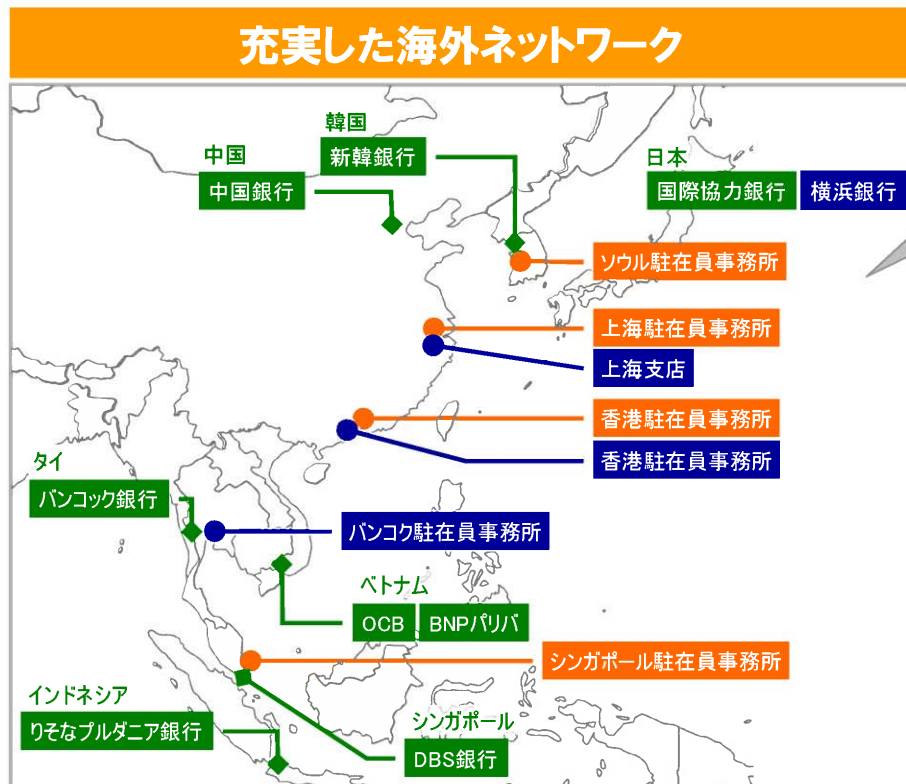 充実した海外ネットワーク
韓国
新韓銀行
中国
中国銀行
日本
国際協力銀行 横浜銀行
ソウル駐在員事務所
上海駐在員事務所
上海支店
香港駐在員事務所
香港駐在員事務所
タイ
バンコック銀行
バンコク駐在員事務所
ベトナム
OCB BNPパリバ
シンガポール駐在員事務所
インドネシア
りそなプルダニア銀行
シンガポール
DBS銀行